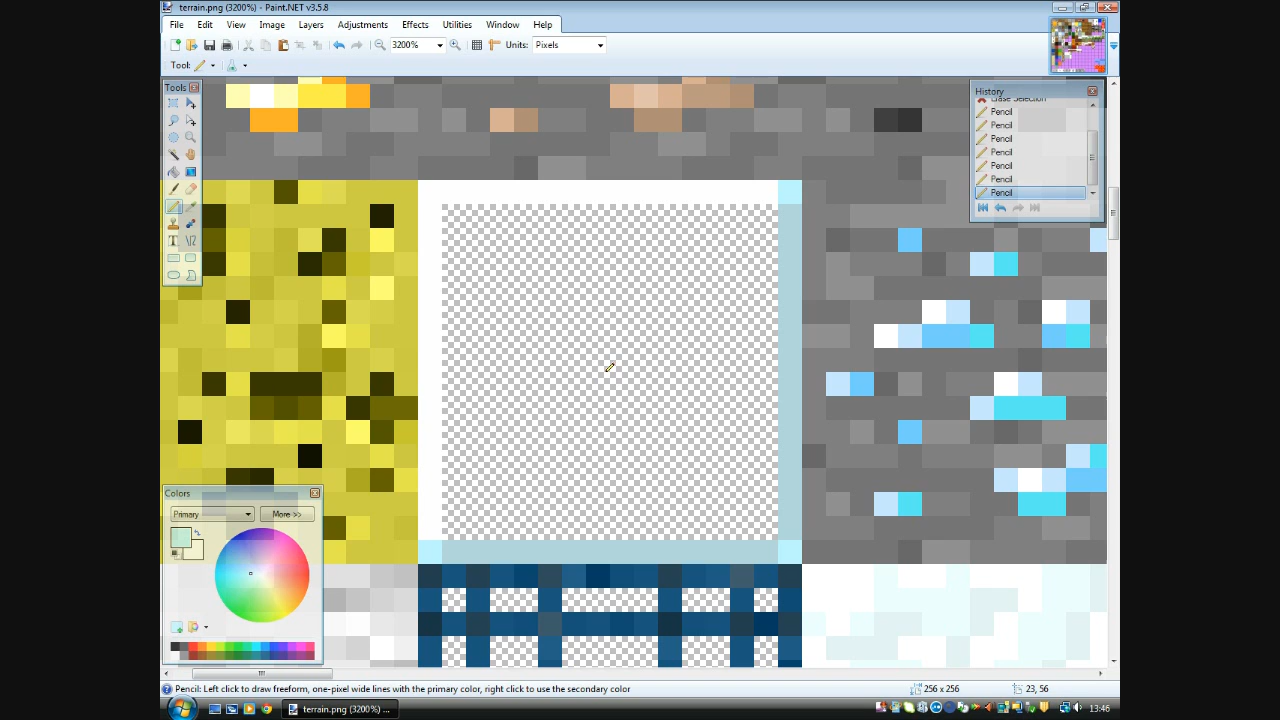 terrain.png (3200%) - Paint.NET v3.5.8
File Edit View Image Layers Adjustments Effects Utilities Window Help
3200% Units: Pixels
Tool:
Tools
History
Erase Selection
Pencil
Pencil
Pencil
Pencil
Pencil
Pencil
Pencil
Colors
Primary More >>
Pencil: Left click to draw freeform, one-pixel wide lines with the primary color, right click to use the secondary color 256 x 256 23, 56
terrain.png (3200%) ... 13:46